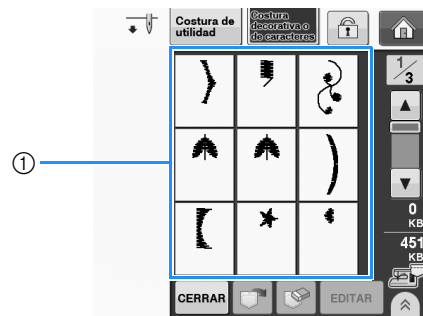 Costura de
utilidad
Costura
decorativa o
de caracteres
1/3
①
0
KB
451
KB
CERRAR
EDITAR